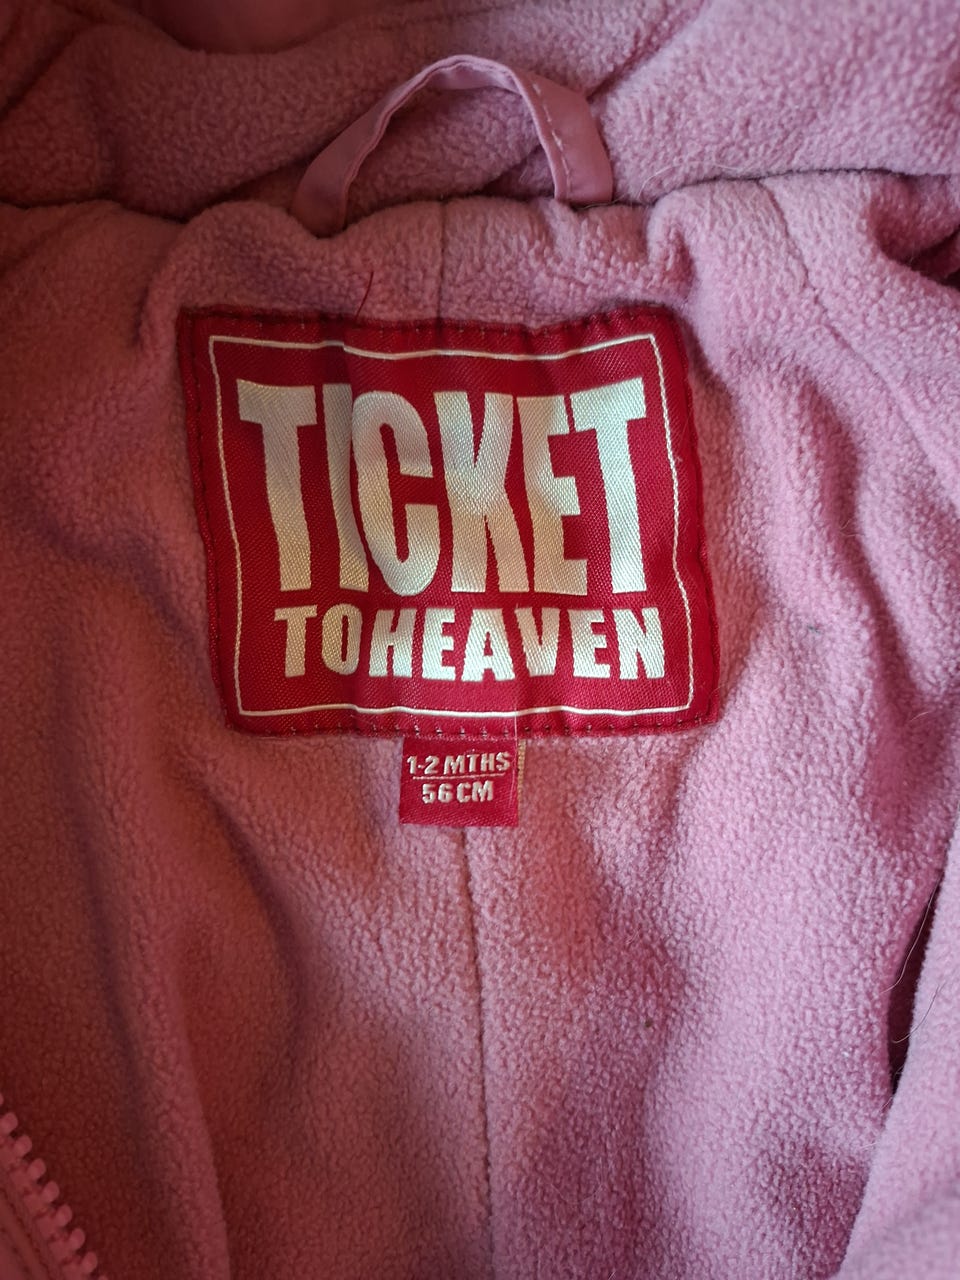 TICKET
TOHEAVEN
1-2 MTHS
56CM